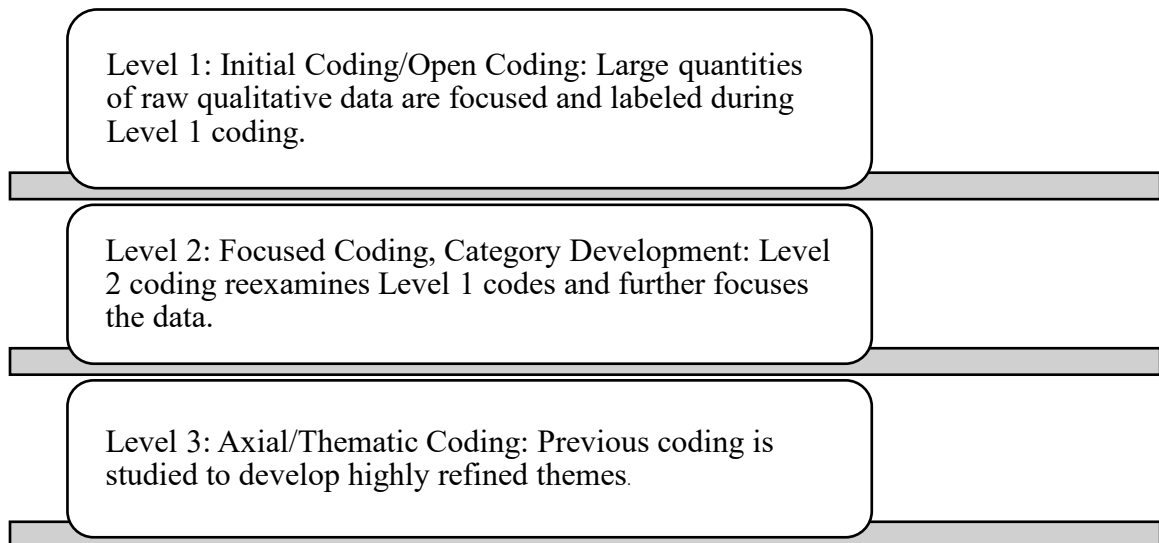 Level 1: Initial Coding/Open Coding: Large quantities
of raw qualitative data are focused and labeled during
Level 1 coding.
Level 2: Focused Coding, Category Development: Level
2 coding reexamines Level 1 codes and further focuses
the data.
Level 3: Axial/Thematic Coding: Previous coding is
studied to develop highly refined themes.